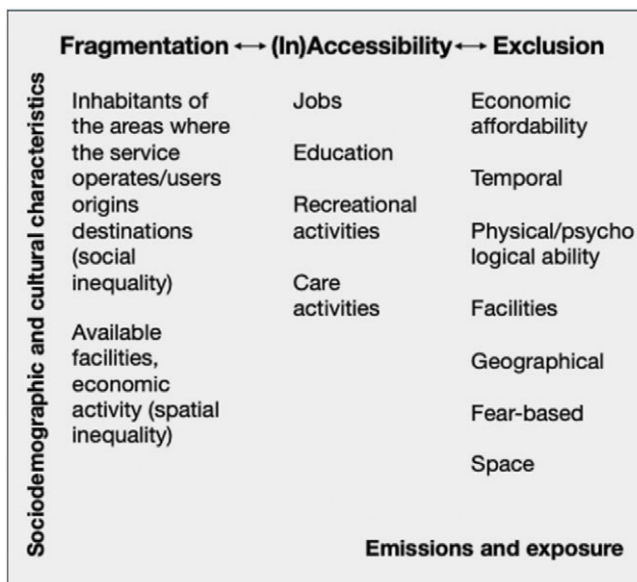 Fragmentation ↔ (In)Accessibility ↔ Exclusion
Sociodemographic and cultural characteristics
Inhabitants of
the areas where
the service
operates/users
origins
destinations
(social
inequality)
Available
facilities,
economic
activity (spatial
inequality)
Jobs
Education
Recreational
activities
Care
activities
Economic
affordability
Temporal
Physical/psycho
logical ability
Facilities
Geographical
Fear-based
Space
Emissions and exposure